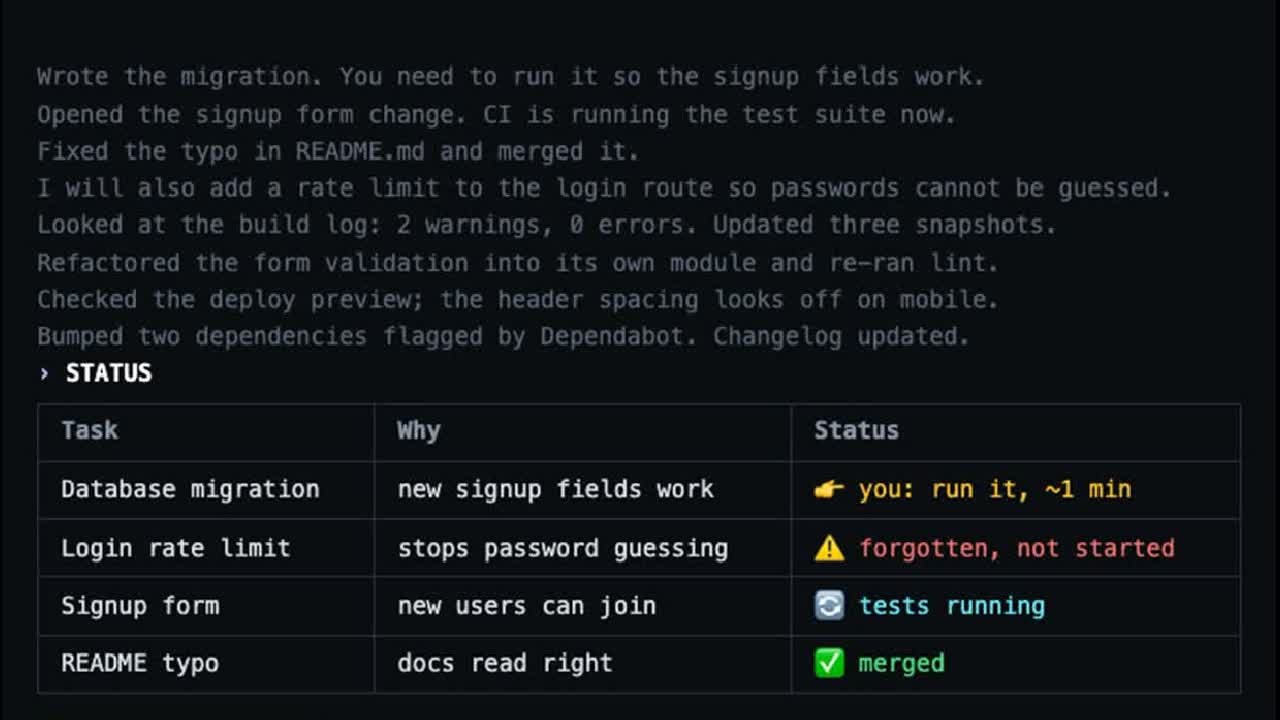 Wrote the migration. You need to run it so the signup fields work.
Opened the signup form change. CI is running the test suite now.
Fixed the typo in README.md and merged it.
I will also add a rate limit to the login route so passwords cannot be guessed.
Looked at the build log: 2 warnings, 0 errors. Updated three snapshots.
Refactored the form validation into its own module and re-ran lint.
Checked the deploy preview; the header spacing looks off on mobile.
Bumped two dependencies flagged by Dependabot. Changelog updated.
› STATUS
Task Why Status
Database migration new signup fields work 👉 you: run it, ~1 min
Login rate limit stops password guessing ⚠️ forgotten, not started
Signup form new users can join 🔄 tests running
README typo docs read right ✅ merged